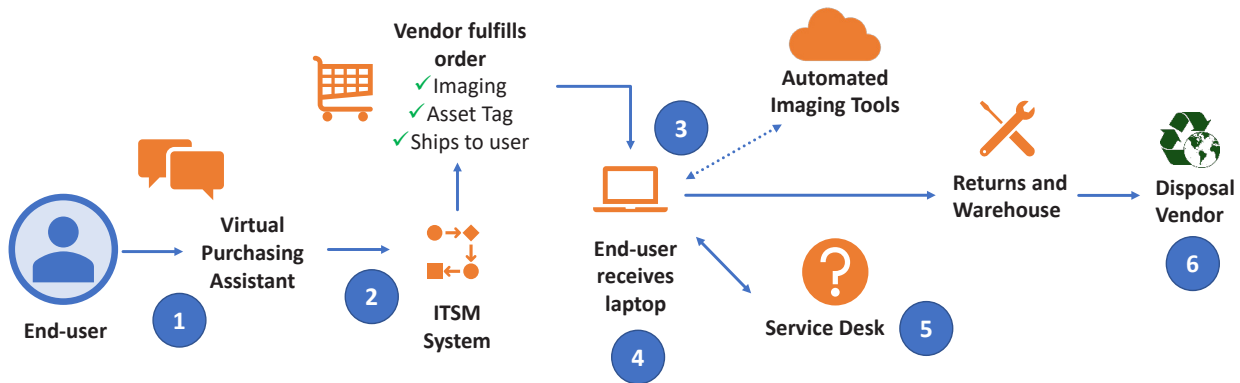 End-user
1
Virtual
Purchasing
Assistant
2
ITSM
System
Vendor fulfills
order
✓Imaging
✓Asset Tag
✓Ships to user
3
Automated
Imaging Tools
End-user
receives
laptop
4
?
Service Desk
5
Returns and
Warehouse
Disposal
Vendor
6